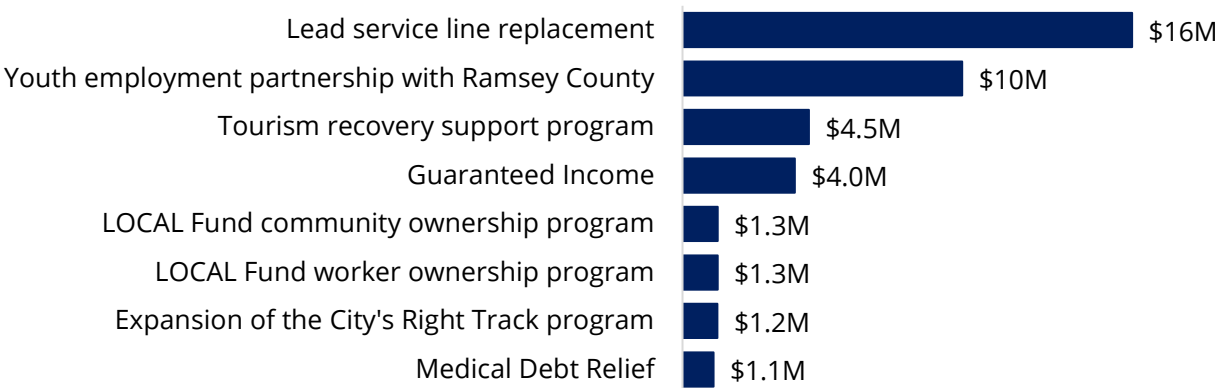 Lead service line replacement $16M
Youth employment partnership with Ramsey County $10M
Tourism recovery support program $4.5M
Guaranteed Income $4.0M
LOCAL Fund community ownership program $1.3M
LOCAL Fund worker ownership program $1.3M
Expansion of the City's Right Track program $1.2M
Medical Debt Relief $1.1M